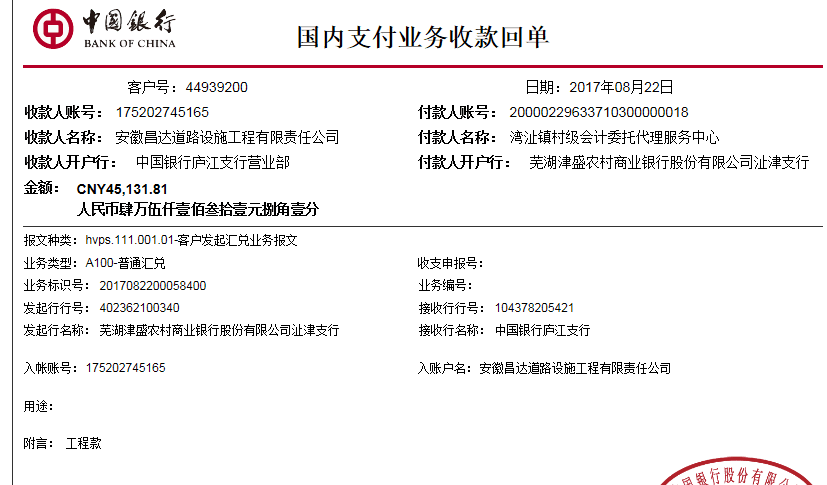 中国银行
BANK OF CHINA
国内支付业务收款回单
客户号：44939200 日期：2017年08月22日
收款人账号：175202745165 付款人账号：20000229633710300000018
收款人名称：安徽昌达道路设施工程有限责任公司 付款人名称：湾沚镇村级会计委托代理服务中心
收款人开户行：中国银行庐江支行营业部 付款人开户行：芜湖津盛农村商业银行股份有限公司沚津支行
金额：CNY45,131.81
人民币肆万伍仟壹佰叁拾壹元捌角壹分
报文种类：hvps.111.001.01-客户发起汇兑业务报文
业务类型：A100-普通汇兑 收支申报号：
业务标识号：2017082200058400 业务编号：
发起行行号：402362100340 接收行行号：104378205421
发起行名称：芜湖津盛农村商业银行股份有限公司沚津支行 接收行名称：中国银行庐江支行
入帐账号：175202745165 入账户名：安徽昌达道路设施工程有限责任公司
用途：
附言：工程款
国银行股份有限公